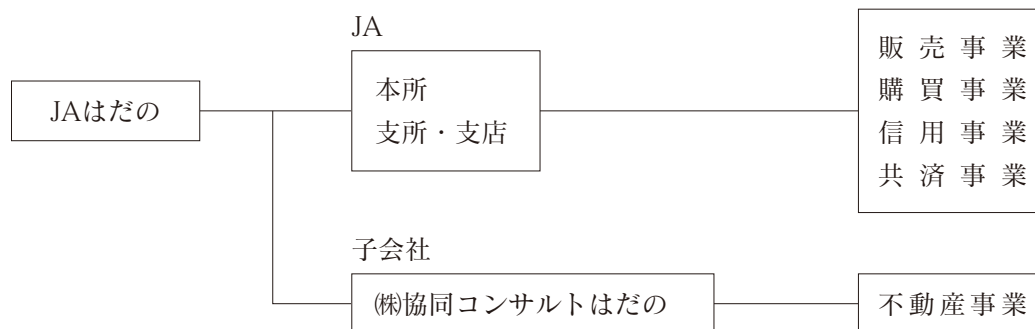 JA
JAはだの
本所
支所・支店
販売事業
購買事業
信用事業
共済事業
子会社
㈱協同コンサルトはだの
不動産事業